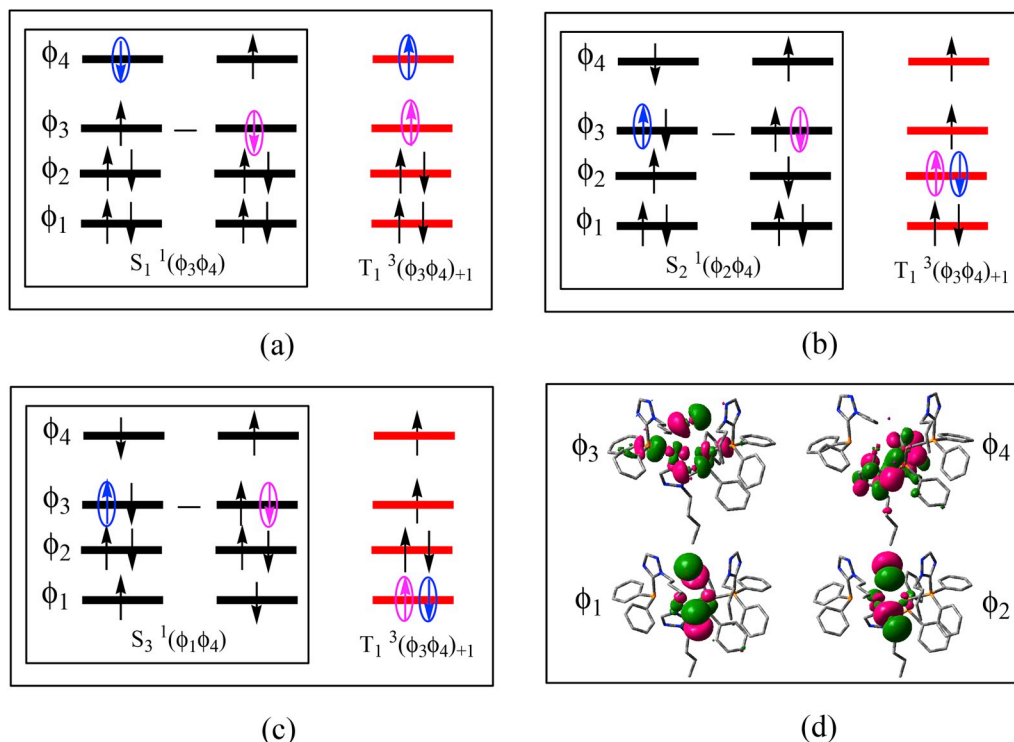 ϕ4
ϕ3 –
ϕ2
ϕ1
S1 1(ϕ3ϕ4) T1 3(ϕ3ϕ4)+1
(a)
ϕ4
ϕ3 –
ϕ2
ϕ1
S2 1(ϕ2ϕ4) T1 3(ϕ3ϕ4)+1
(b)
ϕ4
ϕ3 –
ϕ2
ϕ1
S3 1(ϕ1ϕ4) T1 3(ϕ3ϕ4)+1
(c)
ϕ3 ϕ4
ϕ1 ϕ2
(d)